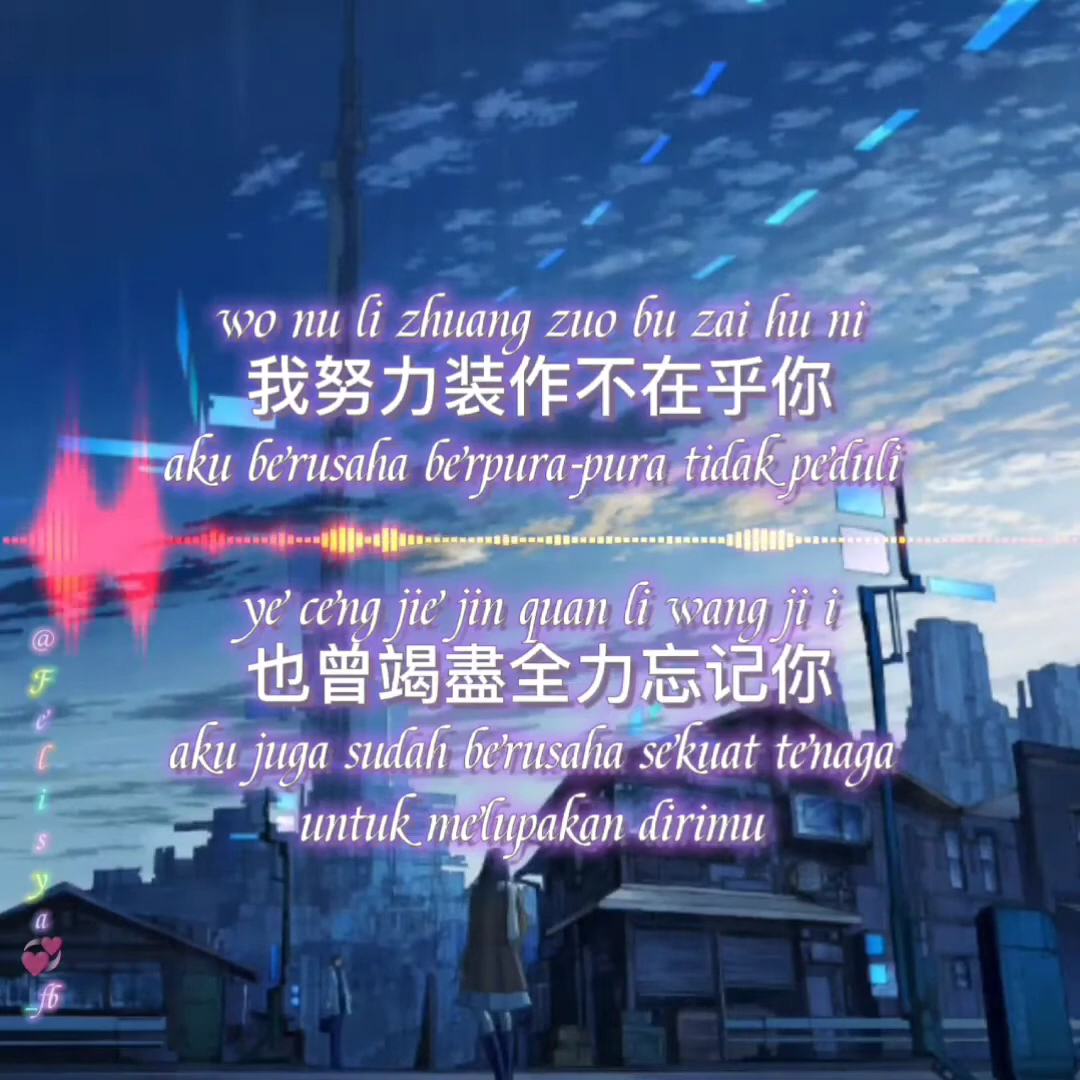 wo nu li zhuang zuo bu zai hu ni
我努力装作不在乎你
aku berusaha berpura-pura tidak peduli
ye ceng jie jin quan li wang ji i
也曾竭盡全力忘记你
aku juga sudah berusaha sekuat tenaga
untuk melupakan dirimu
@Felisya💞_fb